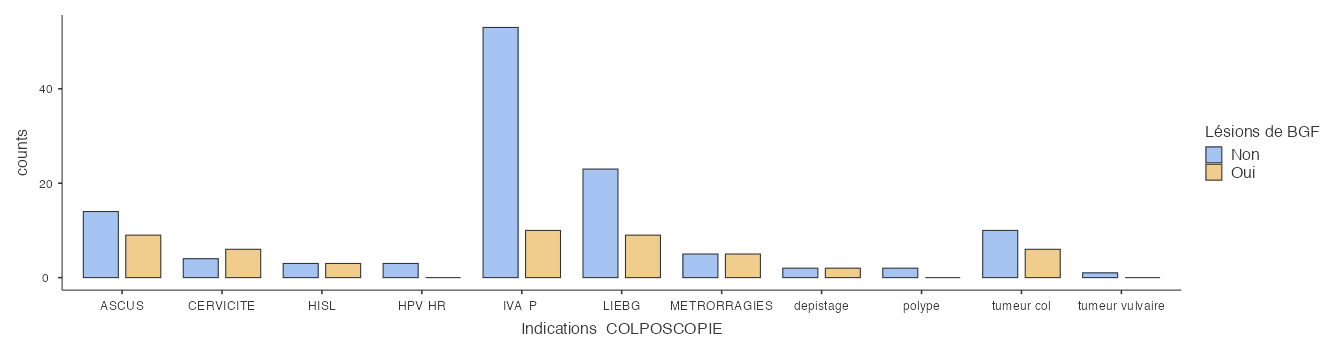 counts
40
20
0
ASCUS CERVICITE HISL HPV HR IVA P LIEBG METRORRAGIES depistage polype tumeur col tumeur vulvaire
Indications COLPOSCOPIE
Lésions de BGF
Non
Oui